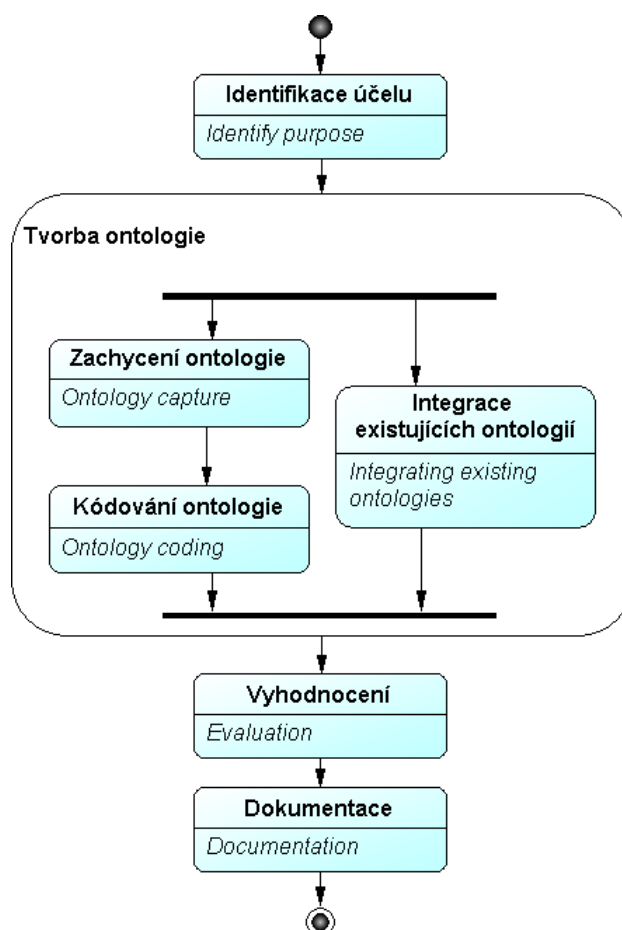 Identifikace účelu
Identify purpose
Tvorba ontologie
Zachycení ontologie
Ontology capture
Kódování ontologie
Ontology coding
Integrace
existujících ontologií
Integrating existing
ontologies
Vyhodnocení
Evaluation
Dokumentace
Documentation